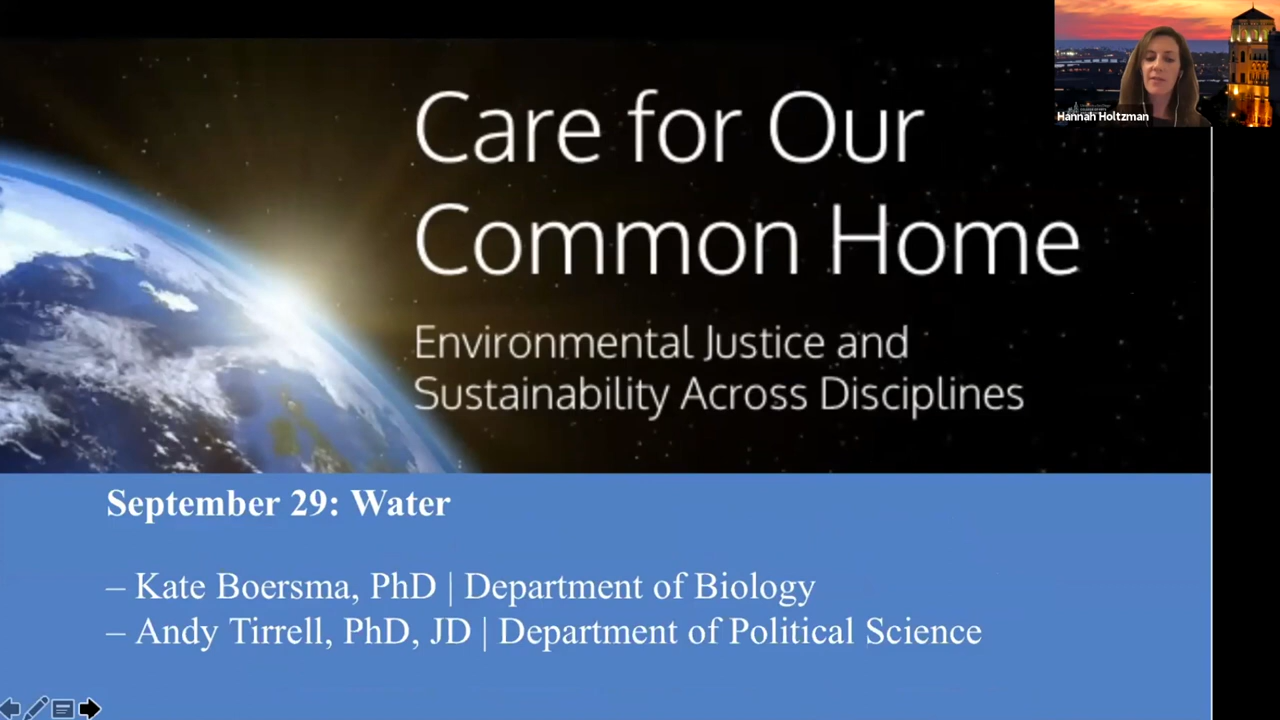 Care for Our
Common Home
Environmental Justice and
Sustainability Across Disciplines
Hannah Holtzman
September 29: Water
– Kate Boersma, PhD | Department of Biology
– Andy Tirrell, PhD, JD | Department of Political Science